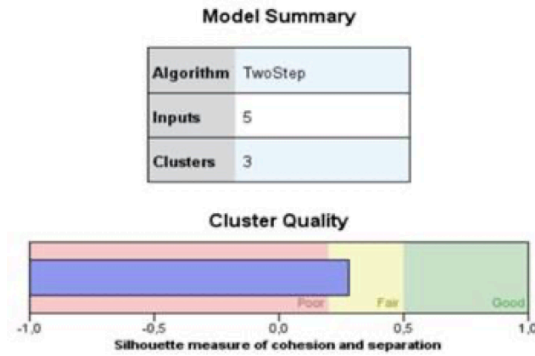 Model Summary
Algorithm TwoStep
Inputs 5
Clusters 3
Cluster Quality
Poor Fair Good
-1,0 -0,5 0,0 0,5 1,0
Silhouette measure of cohesion and separation